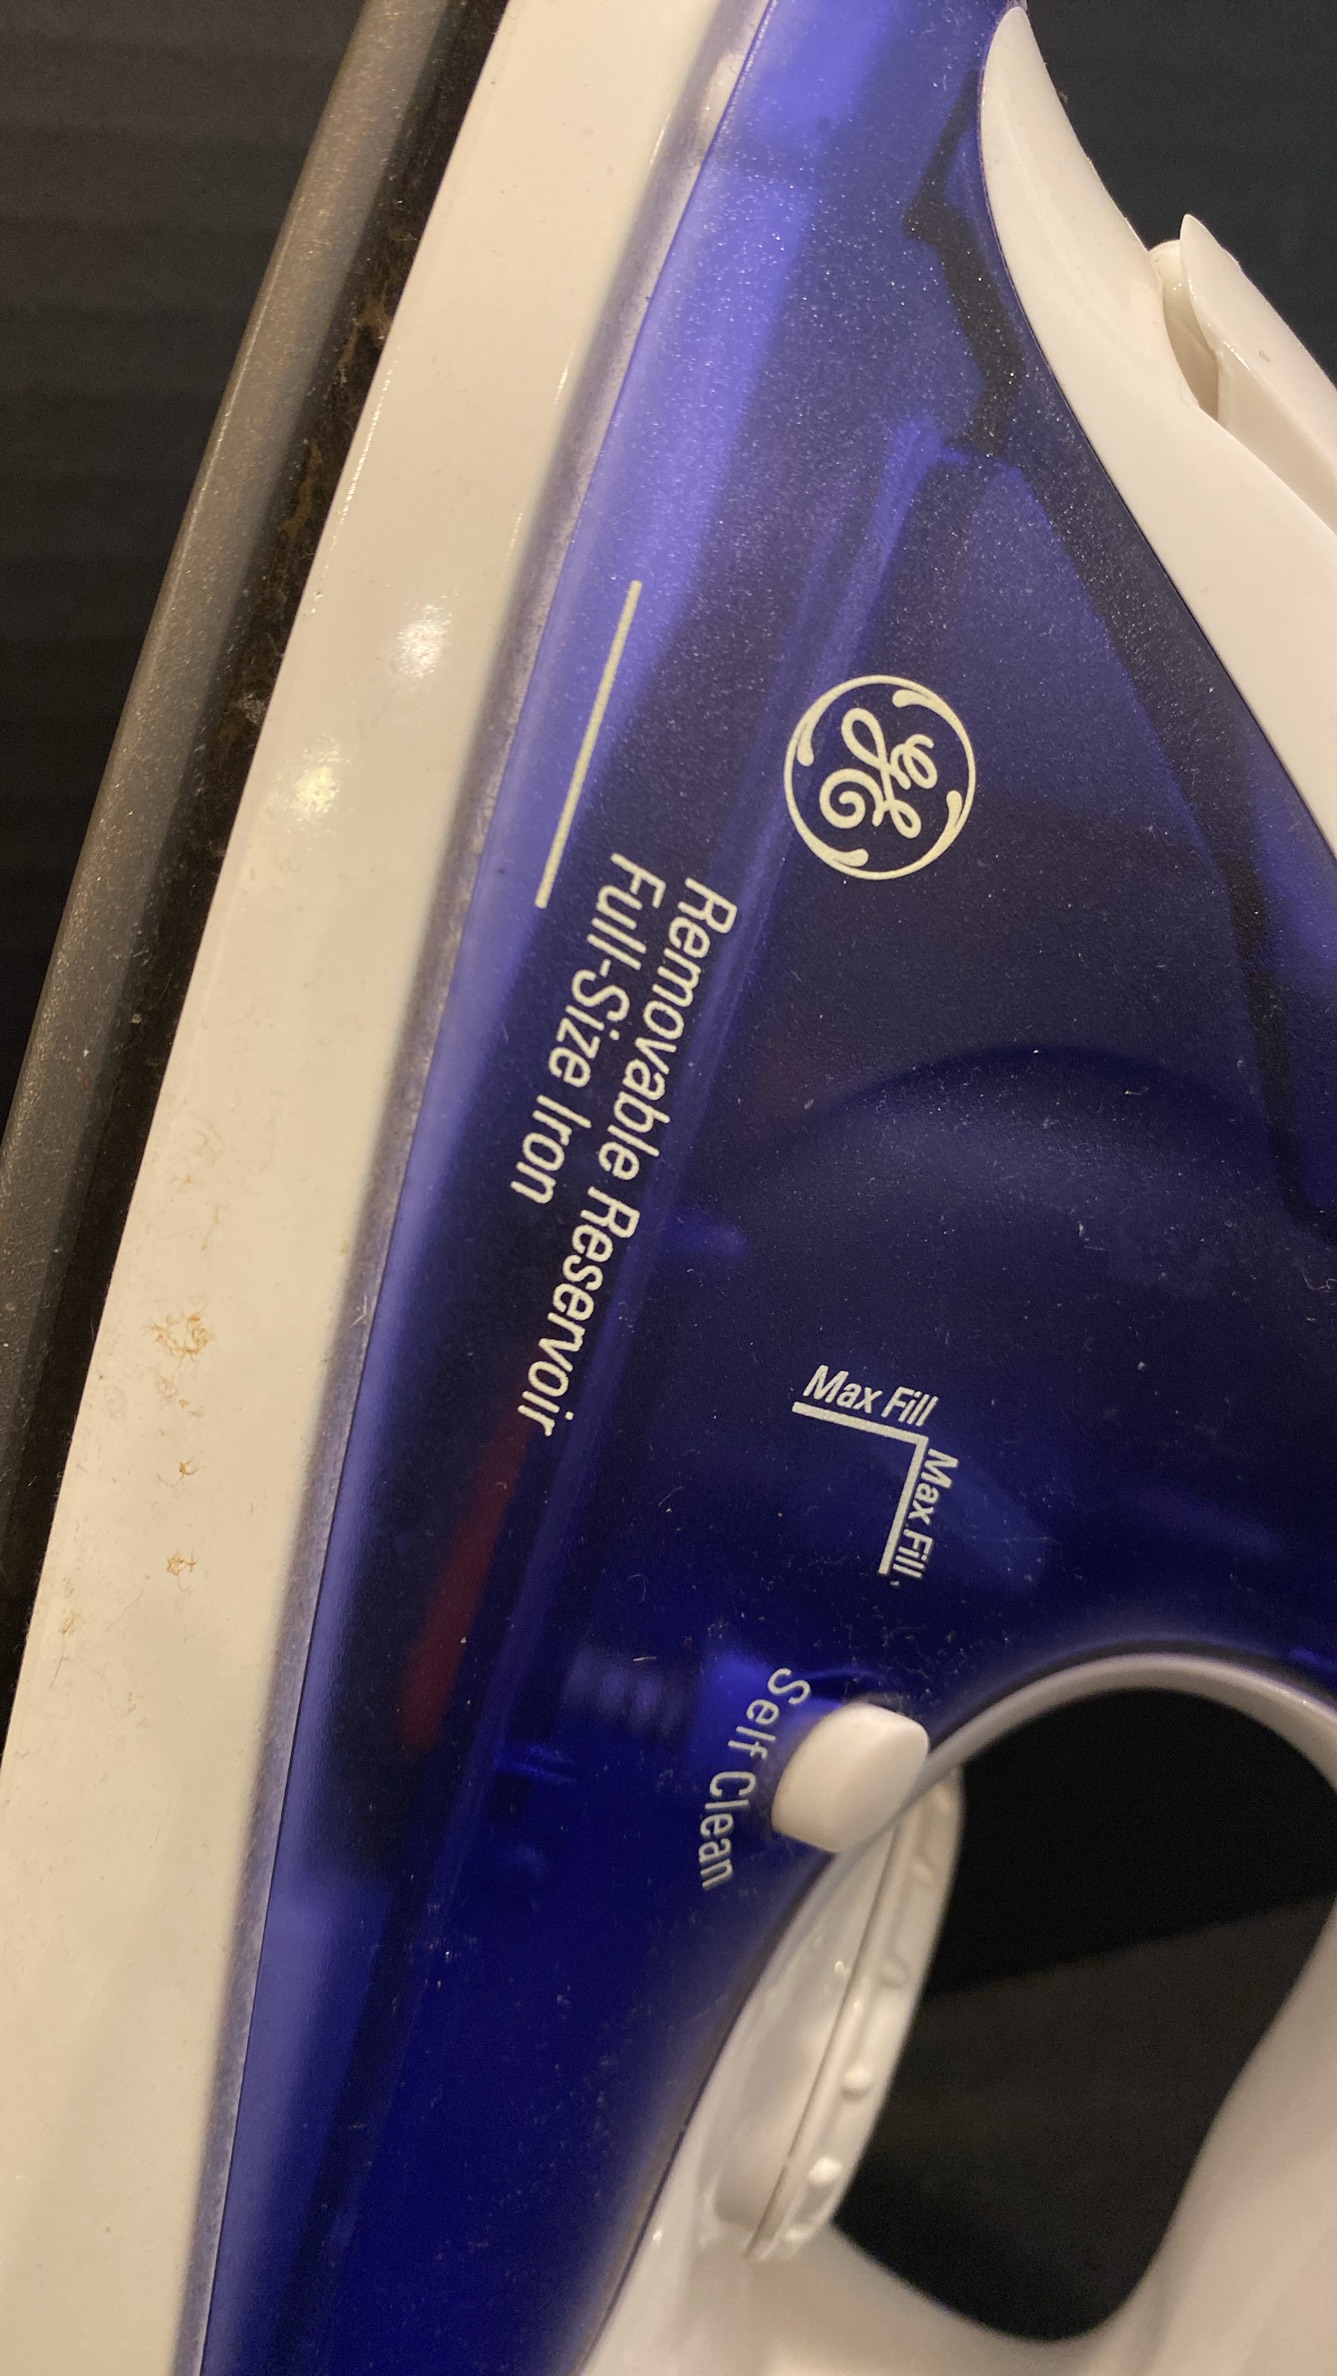 GE
Removable Reservoir
Full-Size Iron
Max Fill
Max Fill
Self Clean